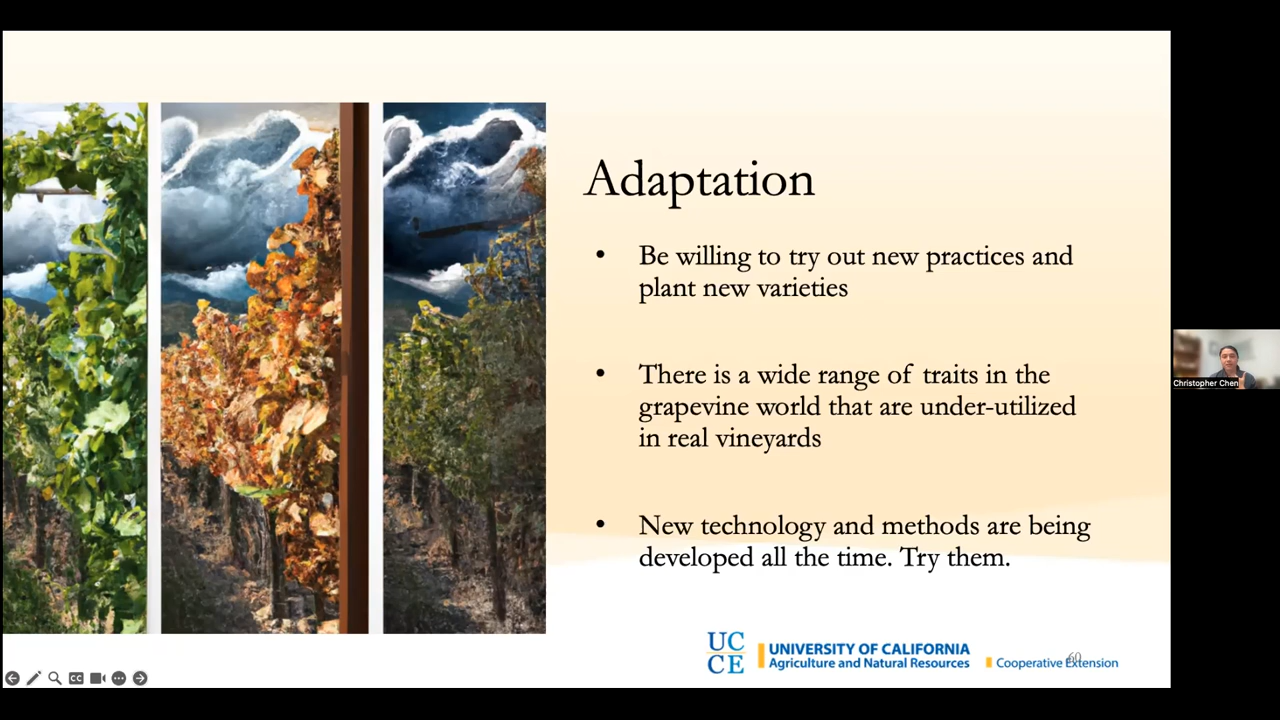 Adaptation
• Be willing to try out new practices and
plant new varieties
• There is a wide range of traits in the
grapevine world that are under-utilized
in real vineyards
• New technology and methods are being
developed all the time. Try them.
Christopher Chen
UC
CE
UNIVERSITY OF CALIFORNIA
Agriculture and Natural Resources
Cooperative Extension
60
CC